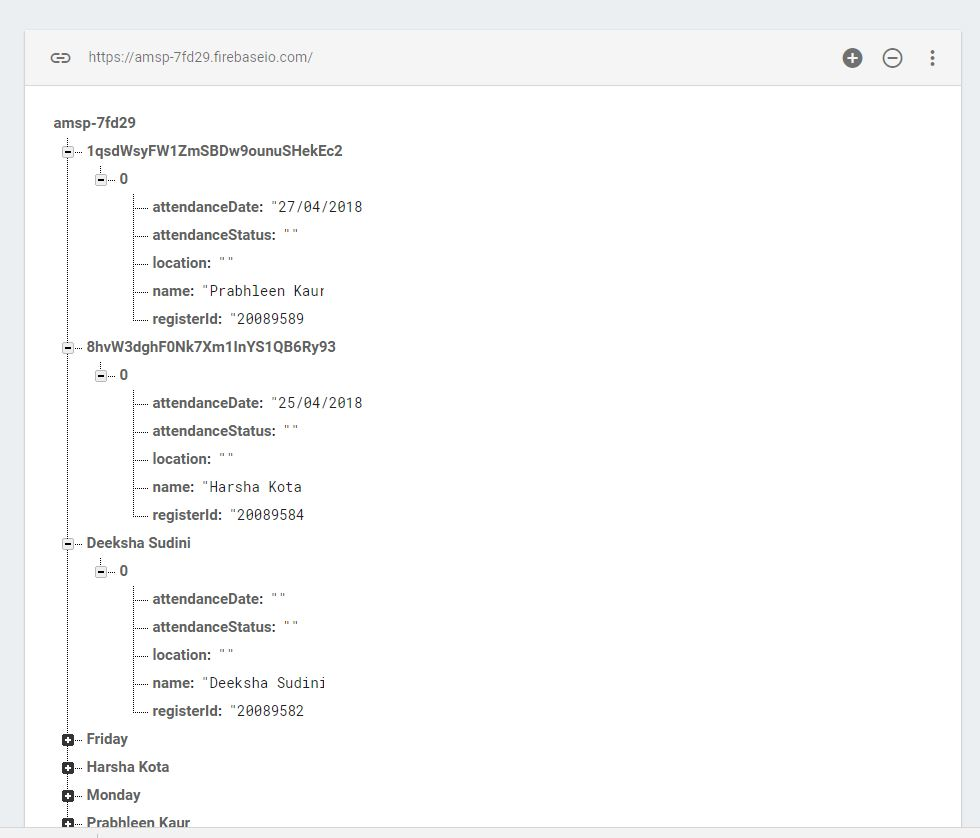 https://amsp-7fd29.firebaseio.com/
amsp-7fd29
1qsdWsyFW1ZmSBDw9ounuSHekEc2
0
attendanceDate: "27/04/2018
attendanceStatus: ""
location: ""
name: "Prabhleen Kaur
registerId: "20089589
8hvW3dghF0Nk7Xm1InYS1QB6Ry93
0
attendanceDate: "25/04/2018
attendanceStatus: ""
location: ""
name: "Harsha Kota
registerId: "20089584
Deeksha Sudini
0
attendanceDate: ""
attendanceStatus: ""
location: ""
name: "Deeksha Sudini
registerId: "20089582
Friday
Harsha Kota
Monday
Prabhleen Kaur